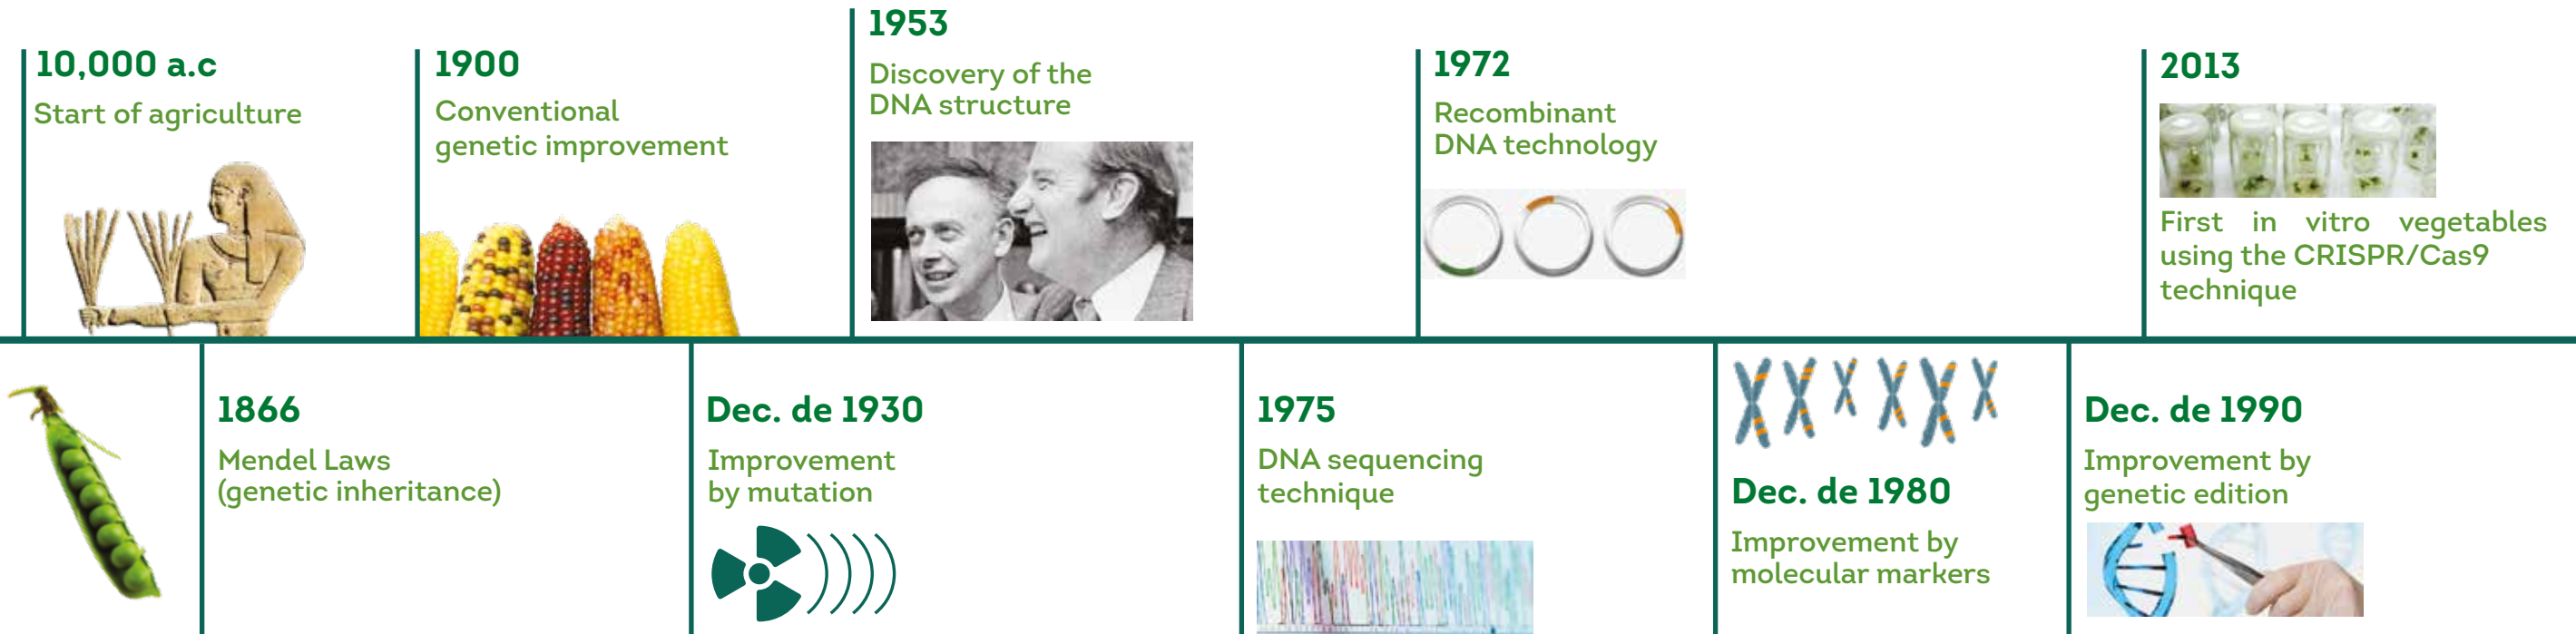 10,000 a.c
Start of agriculture
1900
Conventional
genetic improvement
1953
Discovery of the
DNA structure
1972
Recombinant
DNA technology
2013
First in vitro vegetables
using the CRISPR/Cas9
technique
1866
Mendel Laws
(genetic inheritance)
Dec. de 1930
Improvement
by mutation
1975
DNA sequencing
technique
Dec. de 1980
Improvement by
molecular markers
Dec. de 1990
Improvement by
genetic edition